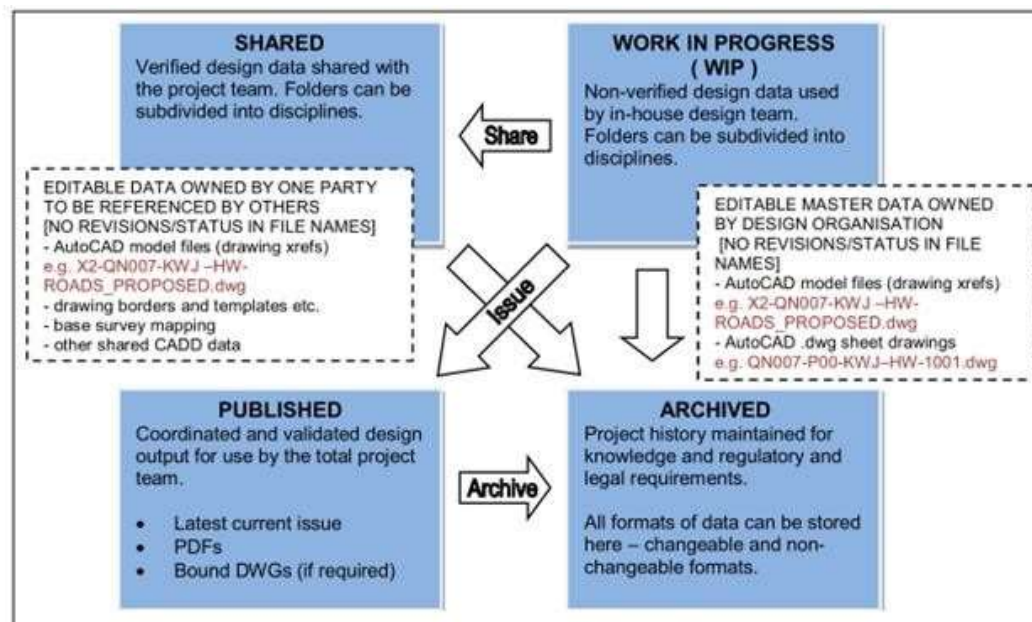 SHARED
Verified design data shared with
the project team. Folders can be
subdivided into disciplines.
WORK IN PROGRESS
( WIP )
Non-verified design data used
by in-house design team.
Folders can be subdivided into
disciplines.
Share
EDITABLE DATA OWNED BY ONE PARTY
TO BE REFERENCED BY OTHERS
[NO REVISIONS/STATUS IN FILE NAMES]
- AutoCAD model files (drawing xrefs)
e.g. X2-QN007-KWJ –HW-
ROADS_PROPOSED.dwg
- drawing borders and templates etc.
- base survey mapping
- other shared CADD data
EDITABLE MASTER DATA OWNED
BY DESIGN ORGANISATION
[NO REVISIONS/STATUS IN FILE
NAMES]
- AutoCAD model files (drawing xrefs)
e.g. X2-QN007-KWJ –HW-
ROADS_PROPOSED.dwg
- AutoCAD .dwg sheet drawings
e.g. QN007-P00-KWJ–HW-1001.dwg
Issue
PUBLISHED
Coordinated and validated design
output for use by the total project
team.
• Latest current issue
• PDFs
• Bound DWGs (if required)
Archive
ARCHIVED
Project history maintained for
knowledge and regulatory and
legal requirements.
All formats of data can be stored
here – changeable and non-
changeable formats.